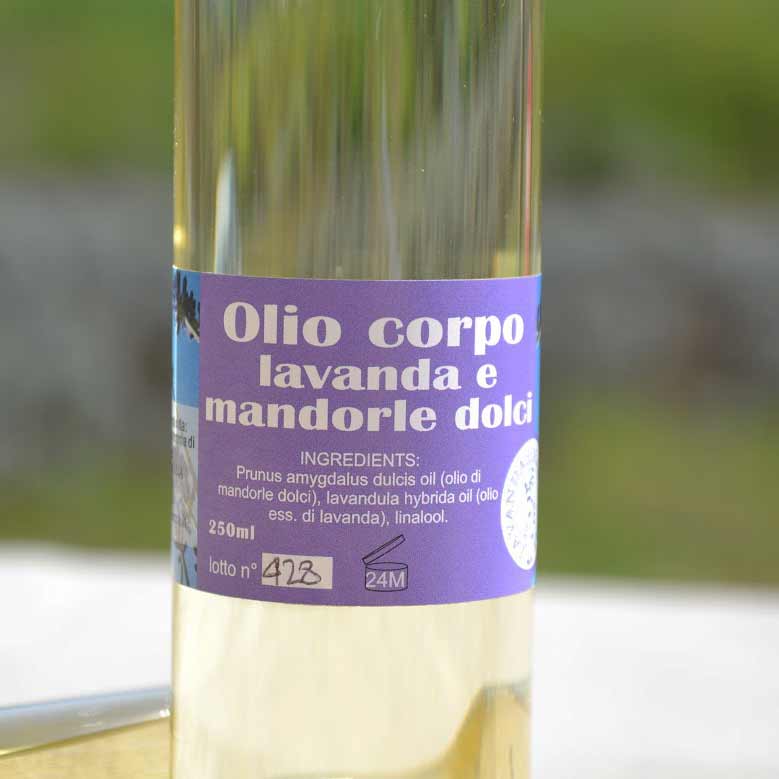 Olio corpo
lavanda e
mandorle dolci
INGREDIENTS:
Prunus amygdalus dulcis oil (olio di
mandorle dolci), lavandula hybrida oil (olio
ess. di lavanda), linalool.
250ml
lotto n° 428
24M